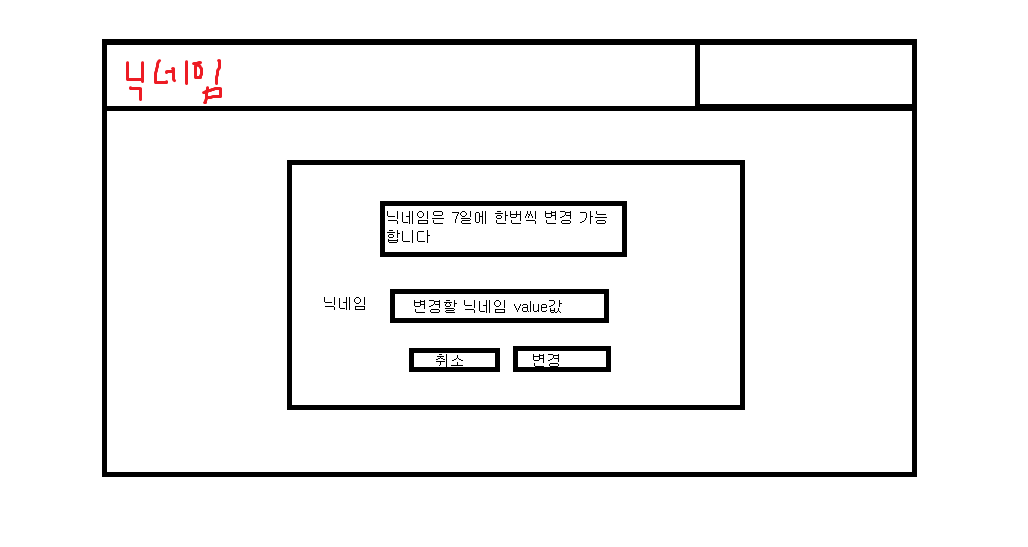 닉네임
닉네임은 7일에 한번씩 변경 가능
합니다
닉네임 변경할 닉네임 value값
취소 변경